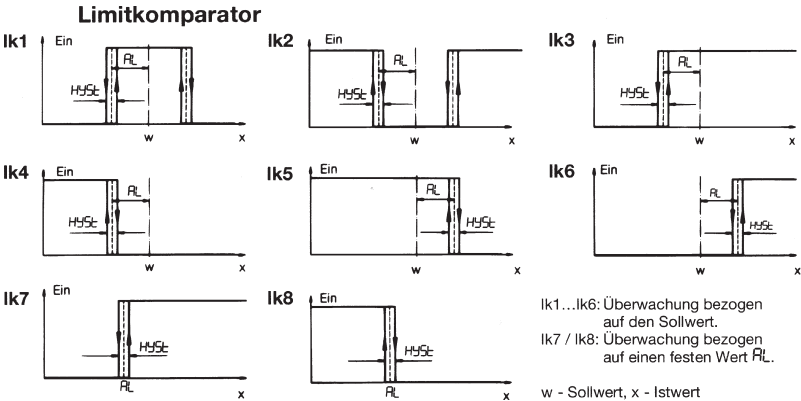 Limitkomparator
lk1
Ein
AL
HYSt
w
x
lk2
Ein
AL
HYSt
w
x
lk3
Ein
AL
HYSt
w
x
lk4
Ein
AL
HYSt
w
x
lk5
Ein
AL
HYSt
w
x
lk6
Ein
AL
HYSt
w
x
lk7
Ein
HYSt
AL
x
lk8
Ein
HYSt
AL
x
lk1...lk6: Überwachung bezogen
auf den Sollwert.
lk7 / lk8: Überwachung bezogen
auf einen festen Wert AL.
w - Sollwert, x - Istwert